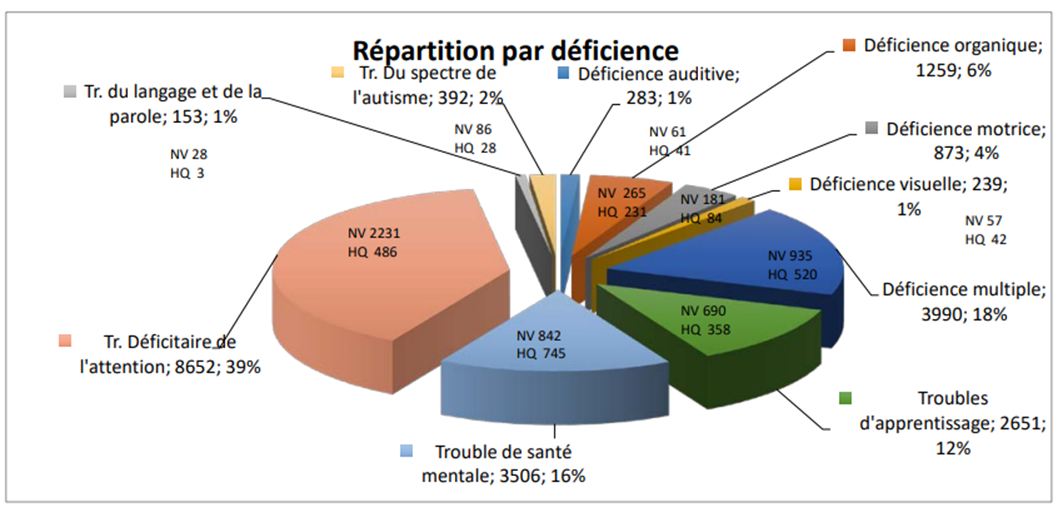 Répartition par déficience
Déficience organique;
1259; 6%
Tr. Du spectre de
l'autisme; 392; 2%
Déficience auditive;
283; 1%
Tr. du langage et de la
parole; 153; 1%
NV 86
HQ 28
NV 61
HQ 41
Déficience motrice;
873; 4%
NV 28
HQ 3
NV 265
HQ 231
NV 181
HQ 84
Déficience visuelle; 239;
1%
NV 57
HQ 42
NV 2231
HQ 486
NV 935
HQ 520
Déficience multiple;
3990; 18%
NV 690
HQ 358
NV 842
HQ 745
Tr. Déficitaire de
l'attention; 8652; 39%
Troubles
d'apprentissage; 2651;
12%
Trouble de santé
mentale; 3506; 16%